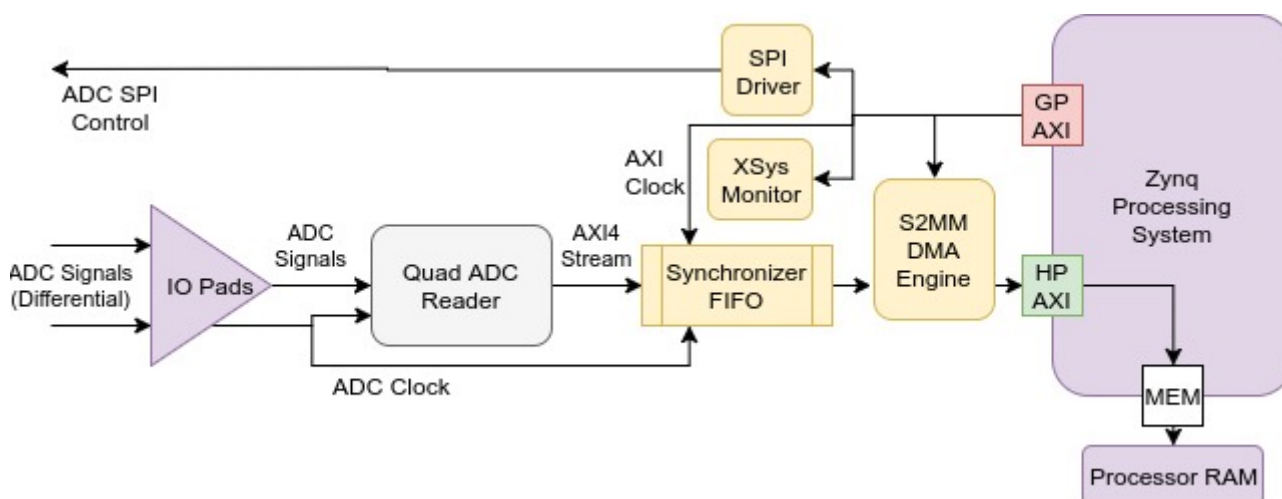 SPI
Driver
GP
AXI
ADC SPI
Control
AXI
Clock
XSys
Monitor
Zynq
Processing
System
S2MM
DMA
Engine
ADC
Signals
AXI4
Stream
ADC Signals
(Differential)
IO Pads
Quad ADC
Reader
Synchronizer
FIFO
HP
AXI
ADC Clock
MEM
Processor RAM